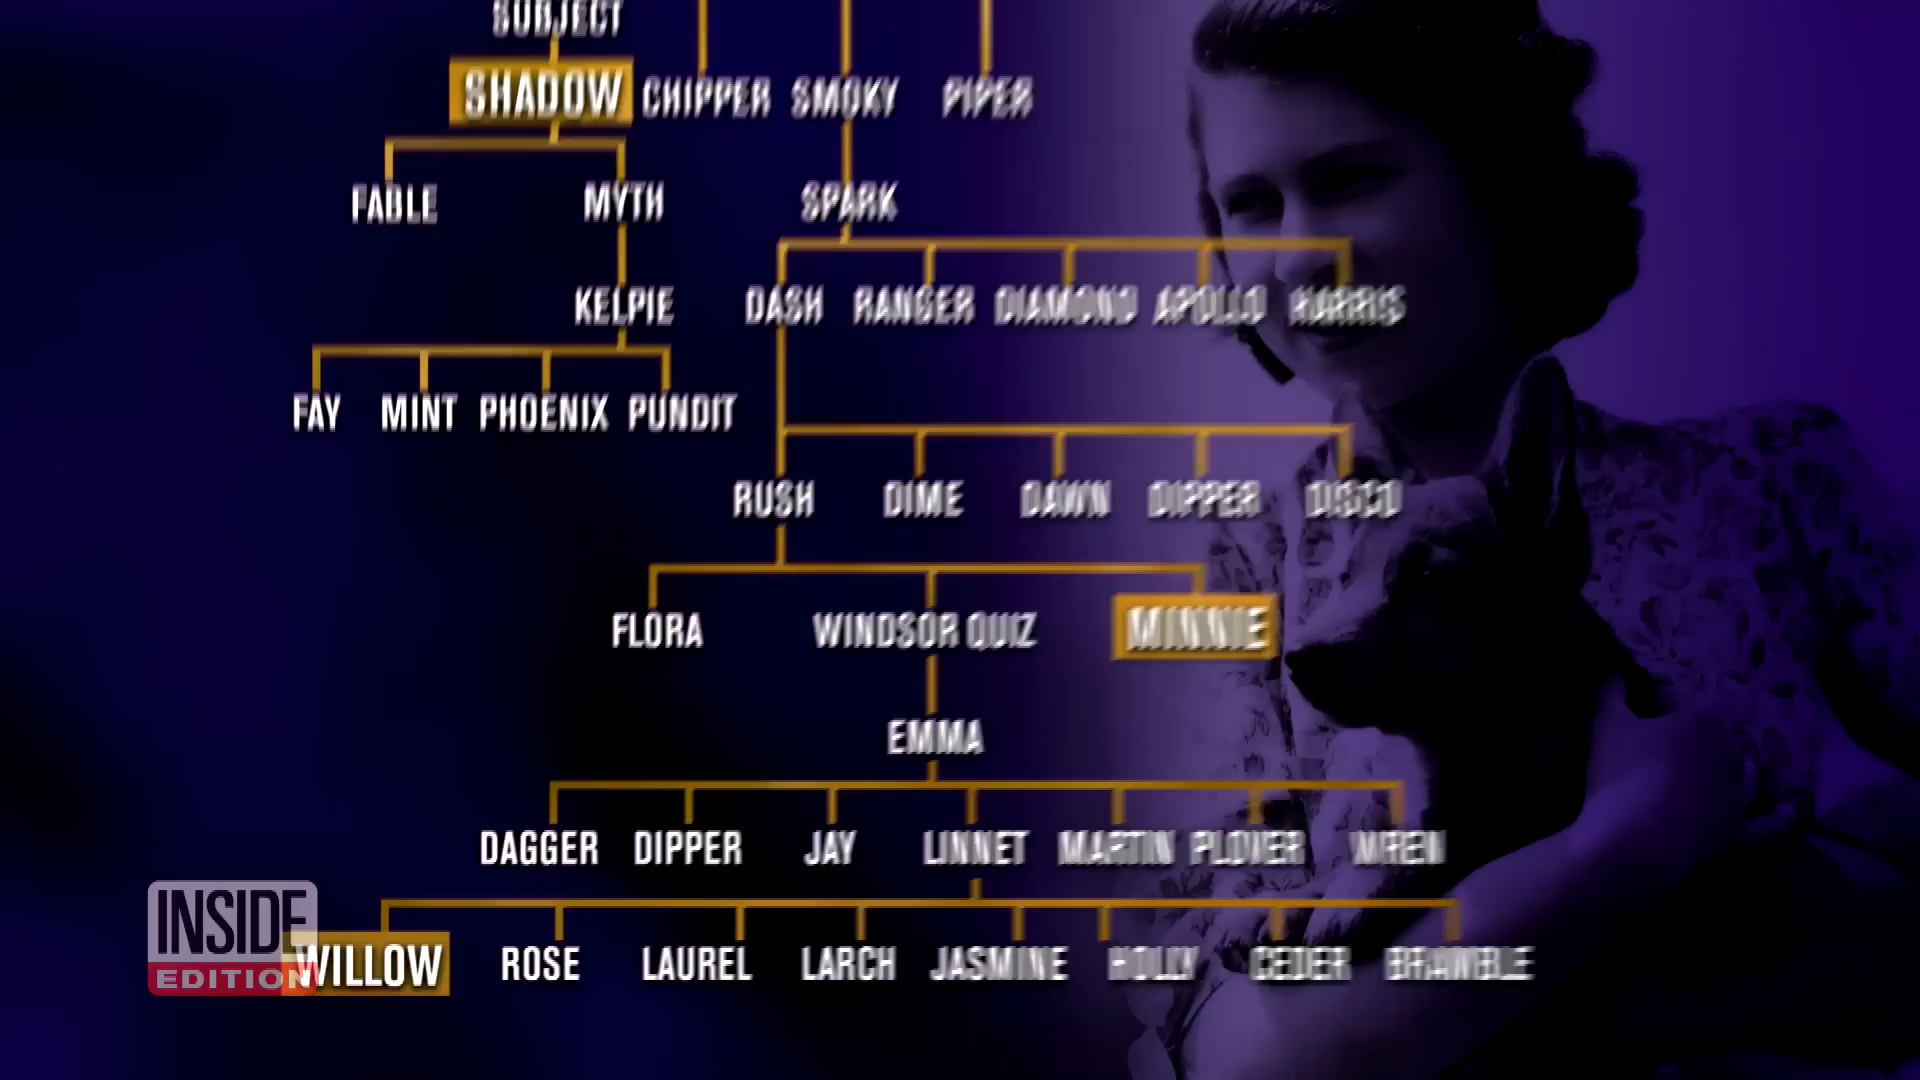 SUBJECT
SHADOW CHIPPER SMOKY PIPER
FABLE MYTH SPARK
KELPIE DASH RANGER DIAMOND APOLLO HARRIS
FAY MINT PHOENIX PUNDIT
RUSH DIME DAWN DIPPER DISCO
FLORA WINDSOR QUIZ MINNIE
EMMA
DAGGER DIPPER JAY LINNET MARTIN PLOVER WREN
WILLOW ROSE LAUREL LARCH JASMINE HOLLY CEDER BRAMBLE
INSIDE
EDITION